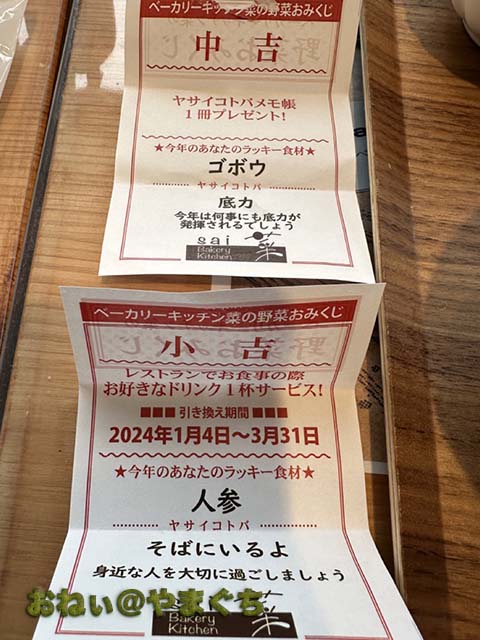 ベーカリーキッチン菜の野菜おみくじ
中吉
ヤサイコトバメモ帳
1冊プレゼント!
★今年のあなたのラッキー食材★
ゴボウ
ヤサイコトバ
底力
今年は何事にも底力が
発揮されるでしょう
sai 菜
Bakery
Kitchen
ベーカリーキッチン菜の野菜おみくじ
小吉
レストランでお食事の際
お好きなドリンク1杯サービス!
■■■ 引き換え期間 ■■■
2024年1月4日〜3月31日
★今年のあなたのラッキー食材★
人参
ヤサイコトバ
そばにいるよ
身近な人を大切に過ごしましょう
菜
Bakery
Kitchen
おねぃ@やまぐち